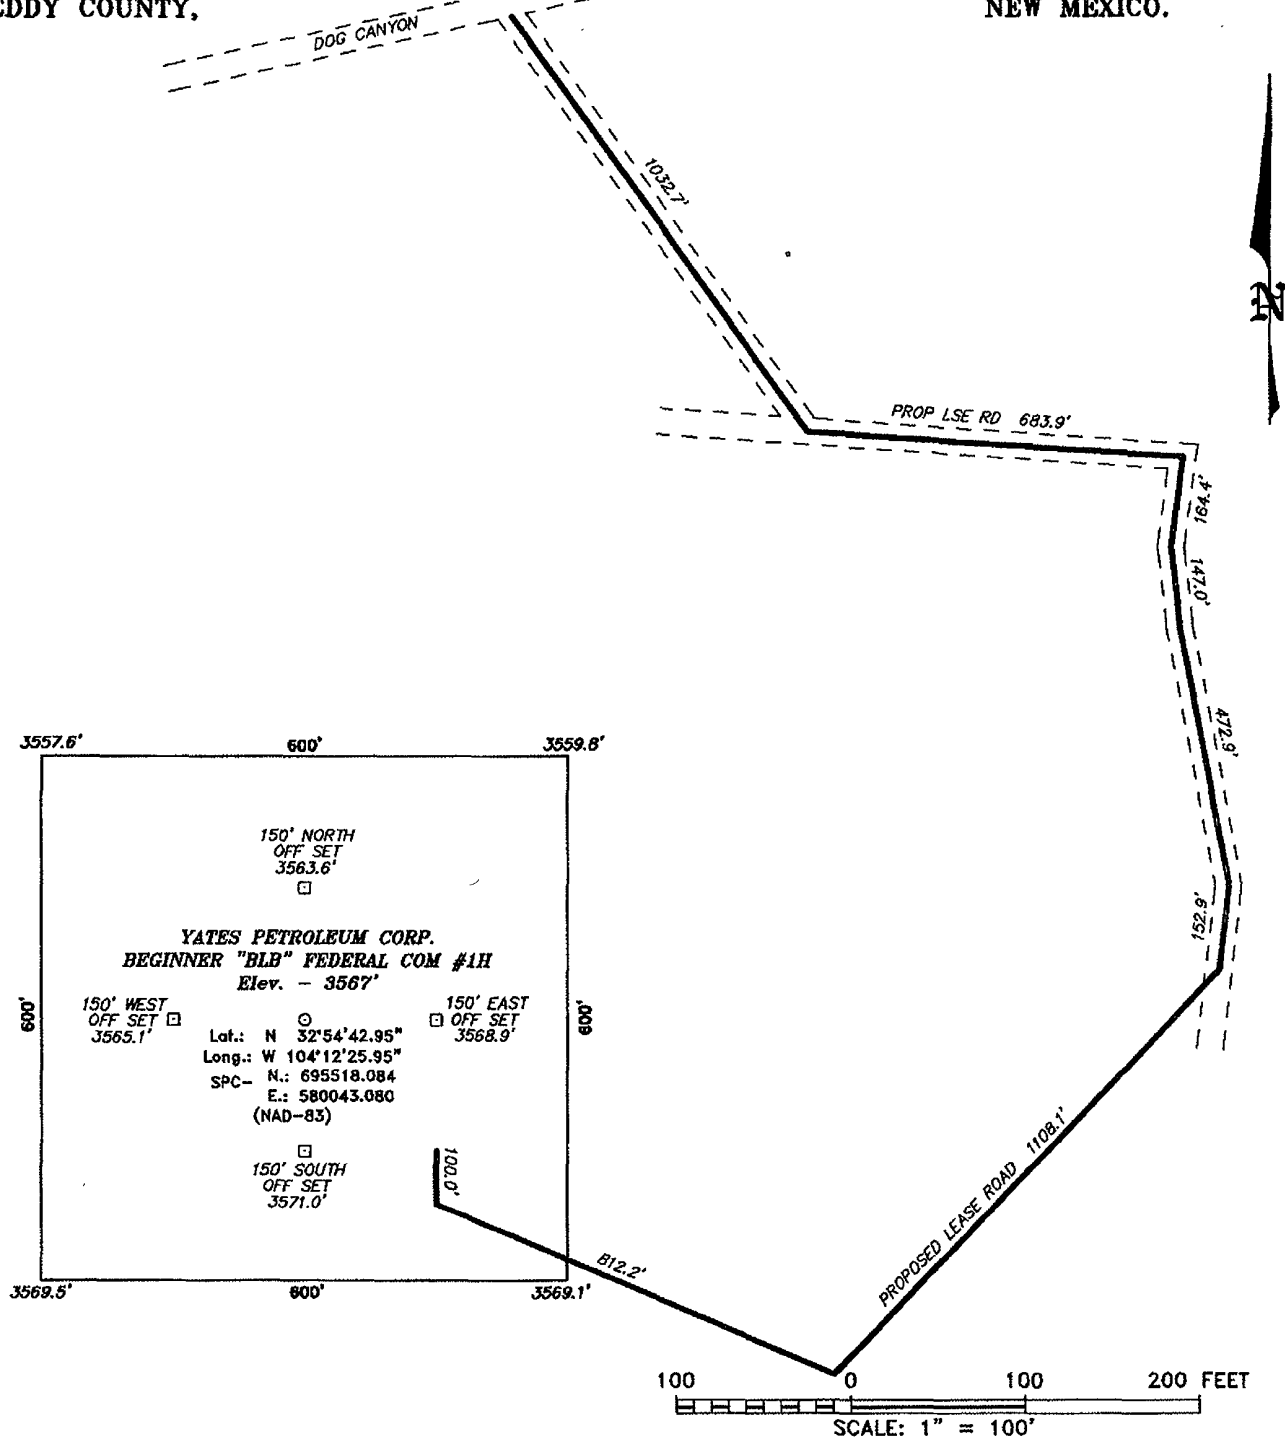 EDDY COUNTY,
NEW MEXICO.
DOG CANYON
1032.7'
N
PROP LSE RD 683.9'
164.4'
147.0'
472.9'
152.9'
3557.6'
600'
3559.8'
150' NORTH
OFF SET
3563.6'
YATES PETROLEUM CORP.
BEGINNER "BLB" FEDERAL COM #1H
Elev. - 3567'
600'
150' WEST
OFF SET
3565.1'
150' EAST
OFF SET
3568.9'
600'
Lat.: N 32°54'42.95"
Long.: W 104°12'25.95"
SPC- N.: 695518.084
E.: 580043.080
(NAD-83)
150' SOUTH
OFF SET
3571.0'
100.0'
812.2'
PROPOSED LEASE ROAD 1108.1'
3569.5'
600'
3569.1'
100 0 100 200 FEET
SCALE: 1" = 100'